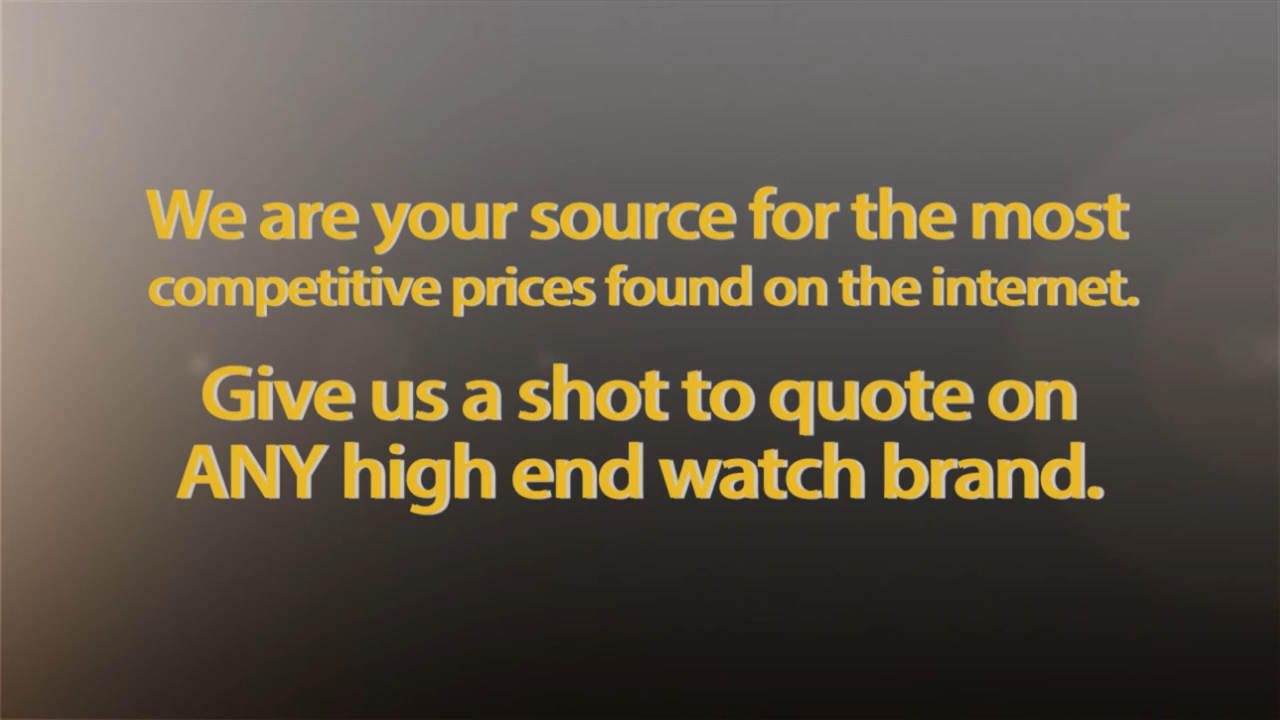 We are your source for the most
competitive prices found on the internet.
Give us a shot to quote on
ANY high end watch brand.